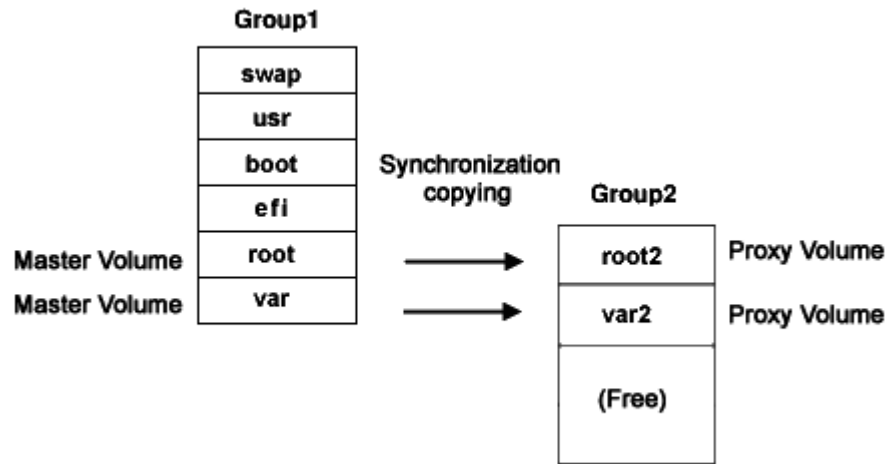 Group1
swap
usr
boot
efi
Master Volume
root
Master Volume
var
Synchronization
copying
Group2
root2
Proxy Volume
var2
Proxy Volume
(Free)